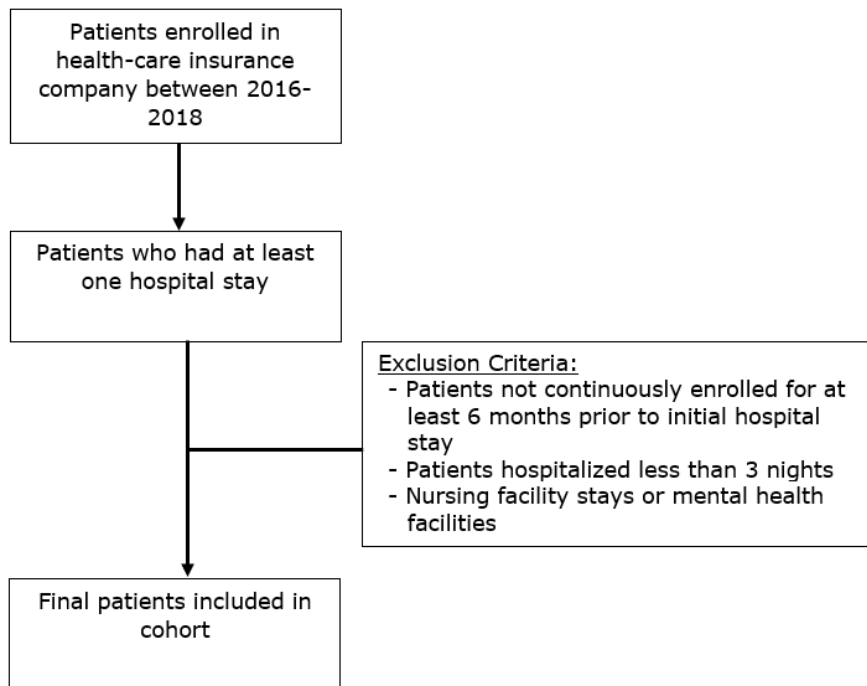 Patients enrolled in
health-care insurance
company between 2016-
2018
Patients who had at least
one hospital stay
Exclusion Criteria:
- Patients not continuously enrolled for at
least 6 months prior to initial hospital
stay
- Patients hospitalized less than 3 nights
- Nursing facility stays or mental health
facilities
Final patients included in
cohort